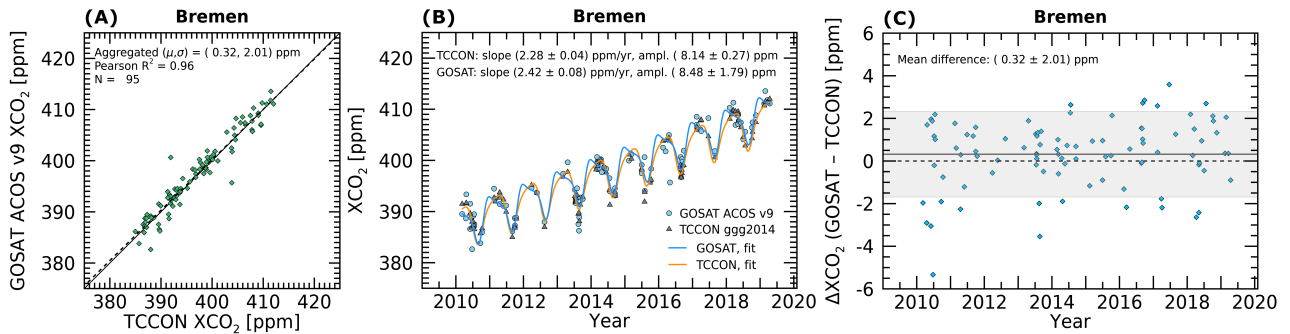 (A)
Bremen
Aggregated (μ,σ) = ( 0.32, 2.01) ppm
Pearson R² = 0.96
N = 95
GOSAT ACOS v9 XCO₂ [ppm]
420
410
400
390
380
380 390 400 410 420
TCCON XCO₂ [ppm]
(B)
Bremen
TCCON: slope (2.28 ± 0.04) ppm/yr, ampl. ( 8.14 ± 0.27) ppm
GOSAT: slope (2.42 ± 0.08) ppm/yr, ampl. ( 8.48 ± 1.79) ppm
XCO₂ [ppm]
420
410
400
390
380
GOSAT ACOS v9
TCCON ggg2014
GOSAT, fit
TCCON, fit
2010 2012 2014 2016 2018 2020
Year
(C)
Bremen
Mean difference: ( 0.32 ± 2.01) ppm
ΔXCO₂ (GOSAT − TCCON) [ppm]
6
4
2
0
-2
-4
-6
2010 2012 2014 2016 2018 2020
Year